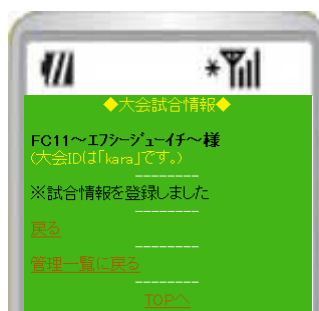 ◆大会試合情報◆
FC11～ｴﾌｼｰｼﾞｭｰｲﾁ～様
(大会IDは「kara」です。)
--------
※試合情報を登録しました
--------
戻る
--------
管理一覧に戻る
--------
TOPへ